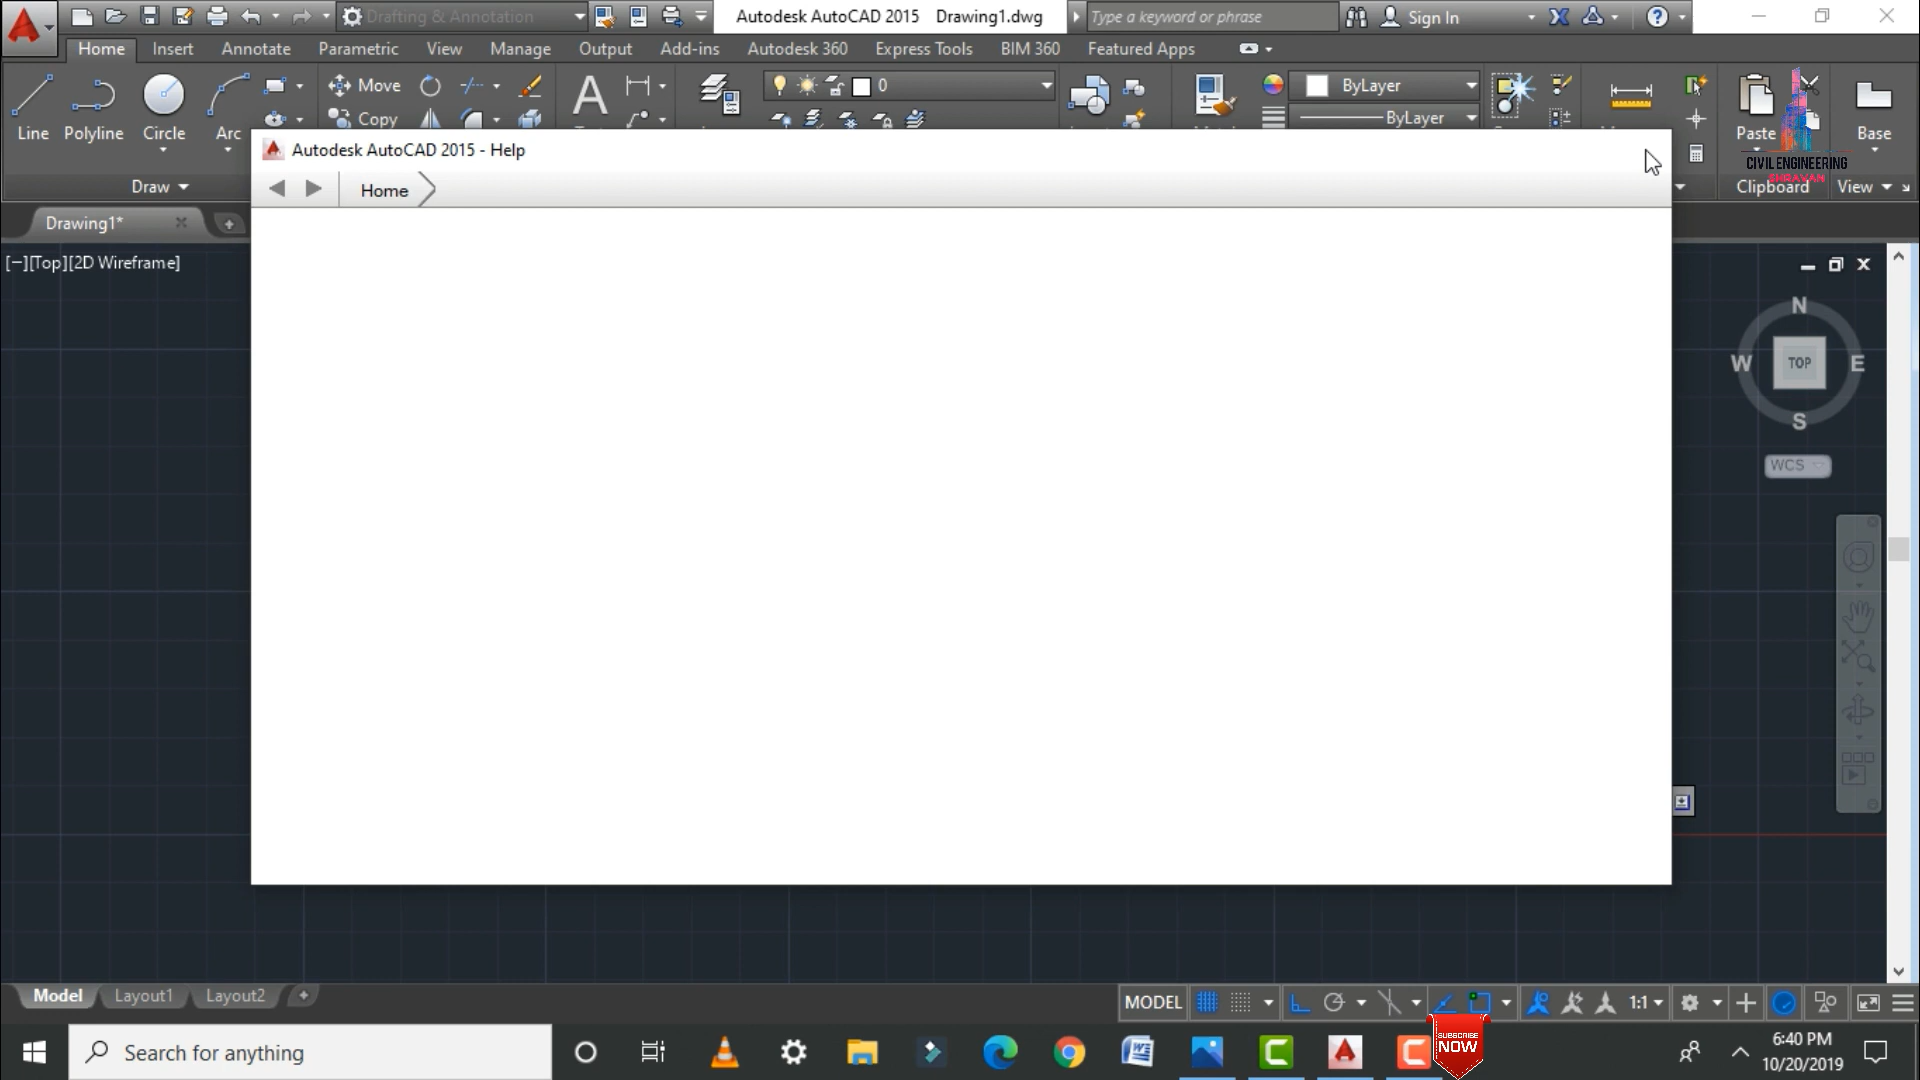 Drafting & Annotation
Autodesk AutoCAD 2015 Drawing1.dwg
Type a keyword or phrase
Sign In
Home Insert Annotate Parametric View Manage Output Add-ins Autodesk 360 Express Tools BIM 360 Featured Apps
Move
0
ByLayer
Copy
ByLayer
Line Polyline Circle Arc
Paste
Base
CIVIL ENGINEERING
SHRAVAN
Draw
Clipboard
View
Autodesk AutoCAD 2015 - Help
Home
Drawing1*
[−][Top][2D Wireframe]
N
W TOP E
S
WCS
Model Layout1 Layout2
MODEL
1:1
Search for anything
SUBSCRIBE
NOW
6:40 PM
10/20/2019